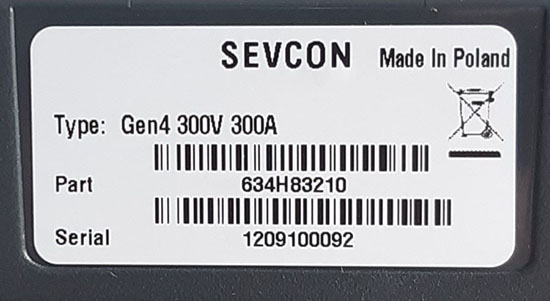 SEVCON Made In Poland
Type: Gen4 300V 300A
Part 634H83210
Serial 1209100092